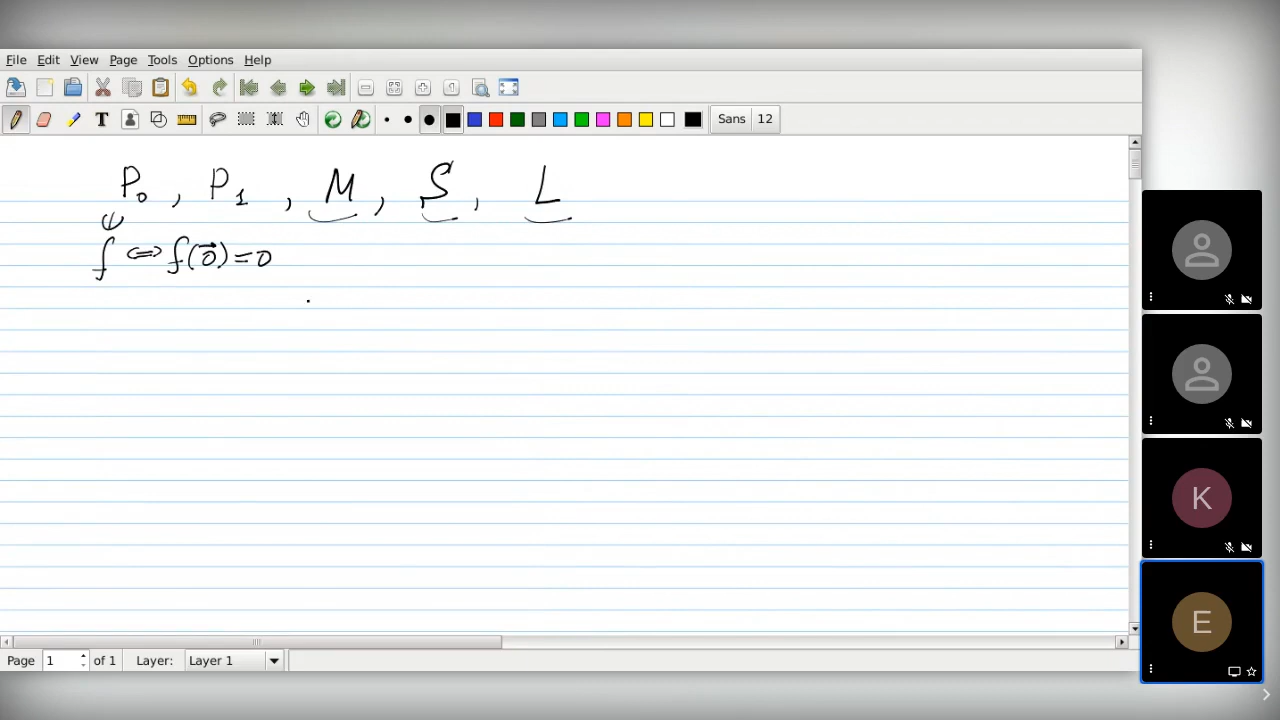 File Edit View Page Tools Options Help
Sans 12
P₀ , P₁ , M , S , L
f ⟺ f(0⃗) = 0
K
E
Page 1 of 1 Layer: Layer 1